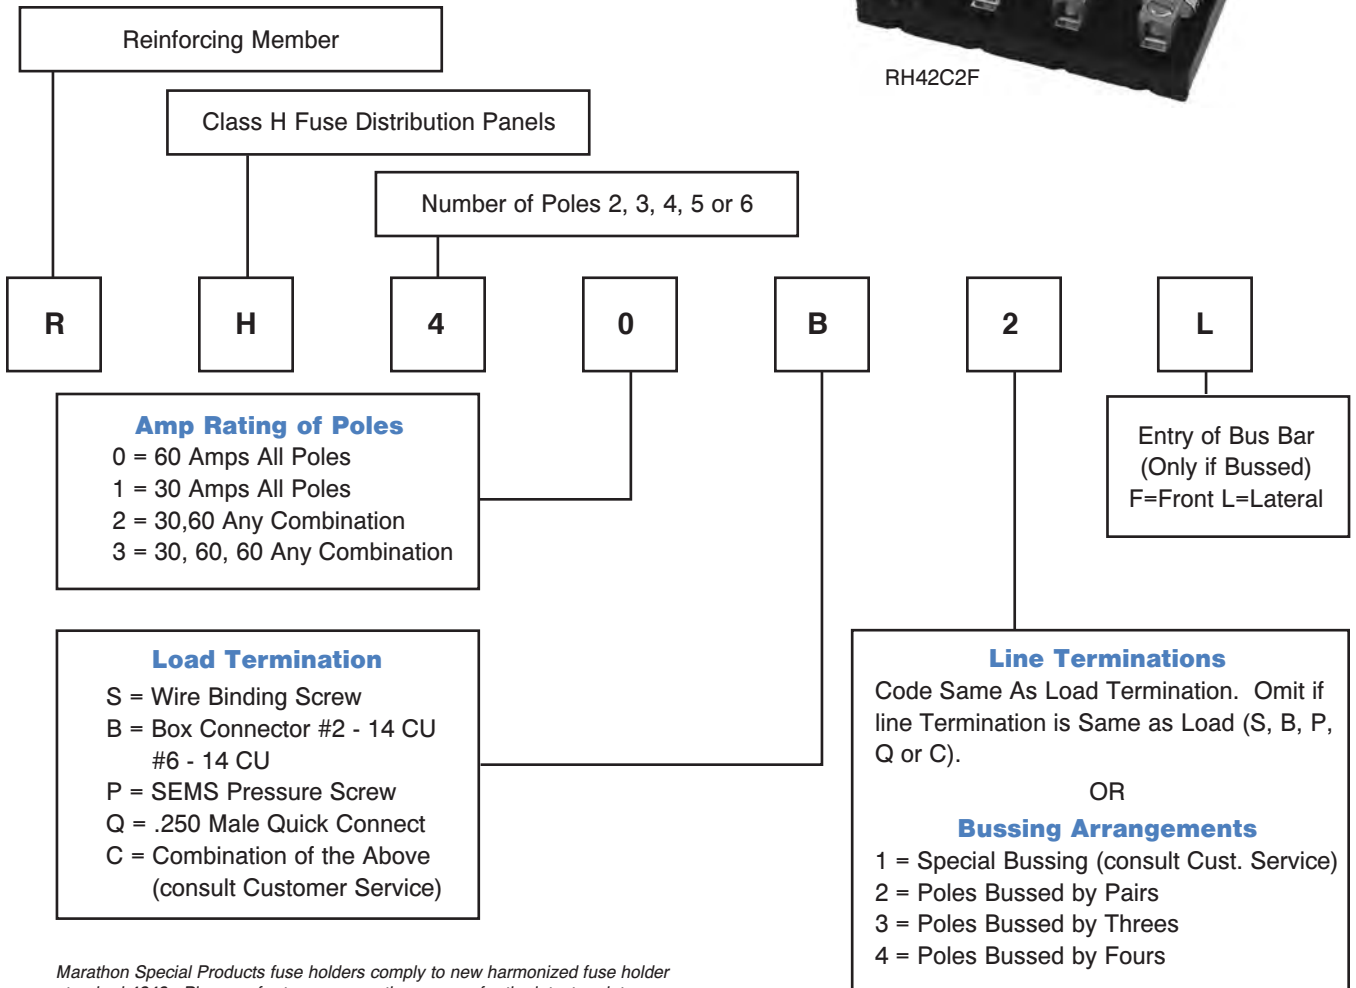 RH42C2F
Reinforcing Member
Class H Fuse Distribution Panels
Number of Poles 2, 3, 4, 5 or 6
R H 4 0 B 2 L
Amp Rating of Poles
0 = 60 Amps All Poles
1 = 30 Amps All Poles
2 = 30,60 Any Combination
3 = 30, 60, 60 Any Combination
Entry of Bus Bar
(Only if Bussed)
F=Front L=Lateral
Load Termination
S = Wire Binding Screw
B = Box Connector #2 - 14 CU
#6 - 14 CU
P = SEMS Pressure Screw
Q = .250 Male Quick Connect
C = Combination of the Above
(consult Customer Service)
Line Terminations
Code Same As Load Termination. Omit if
line Termination is Same as Load (S, B, P,
Q or C).
OR
Bussing Arrangements
1 = Special Bussing (consult Cust. Service)
2 = Poles Bussed by Pairs
3 = Poles Bussed by Threes
4 = Poles Bussed by Fours
Marathon Special Products fuse holders comply to new harmonized fuse holder